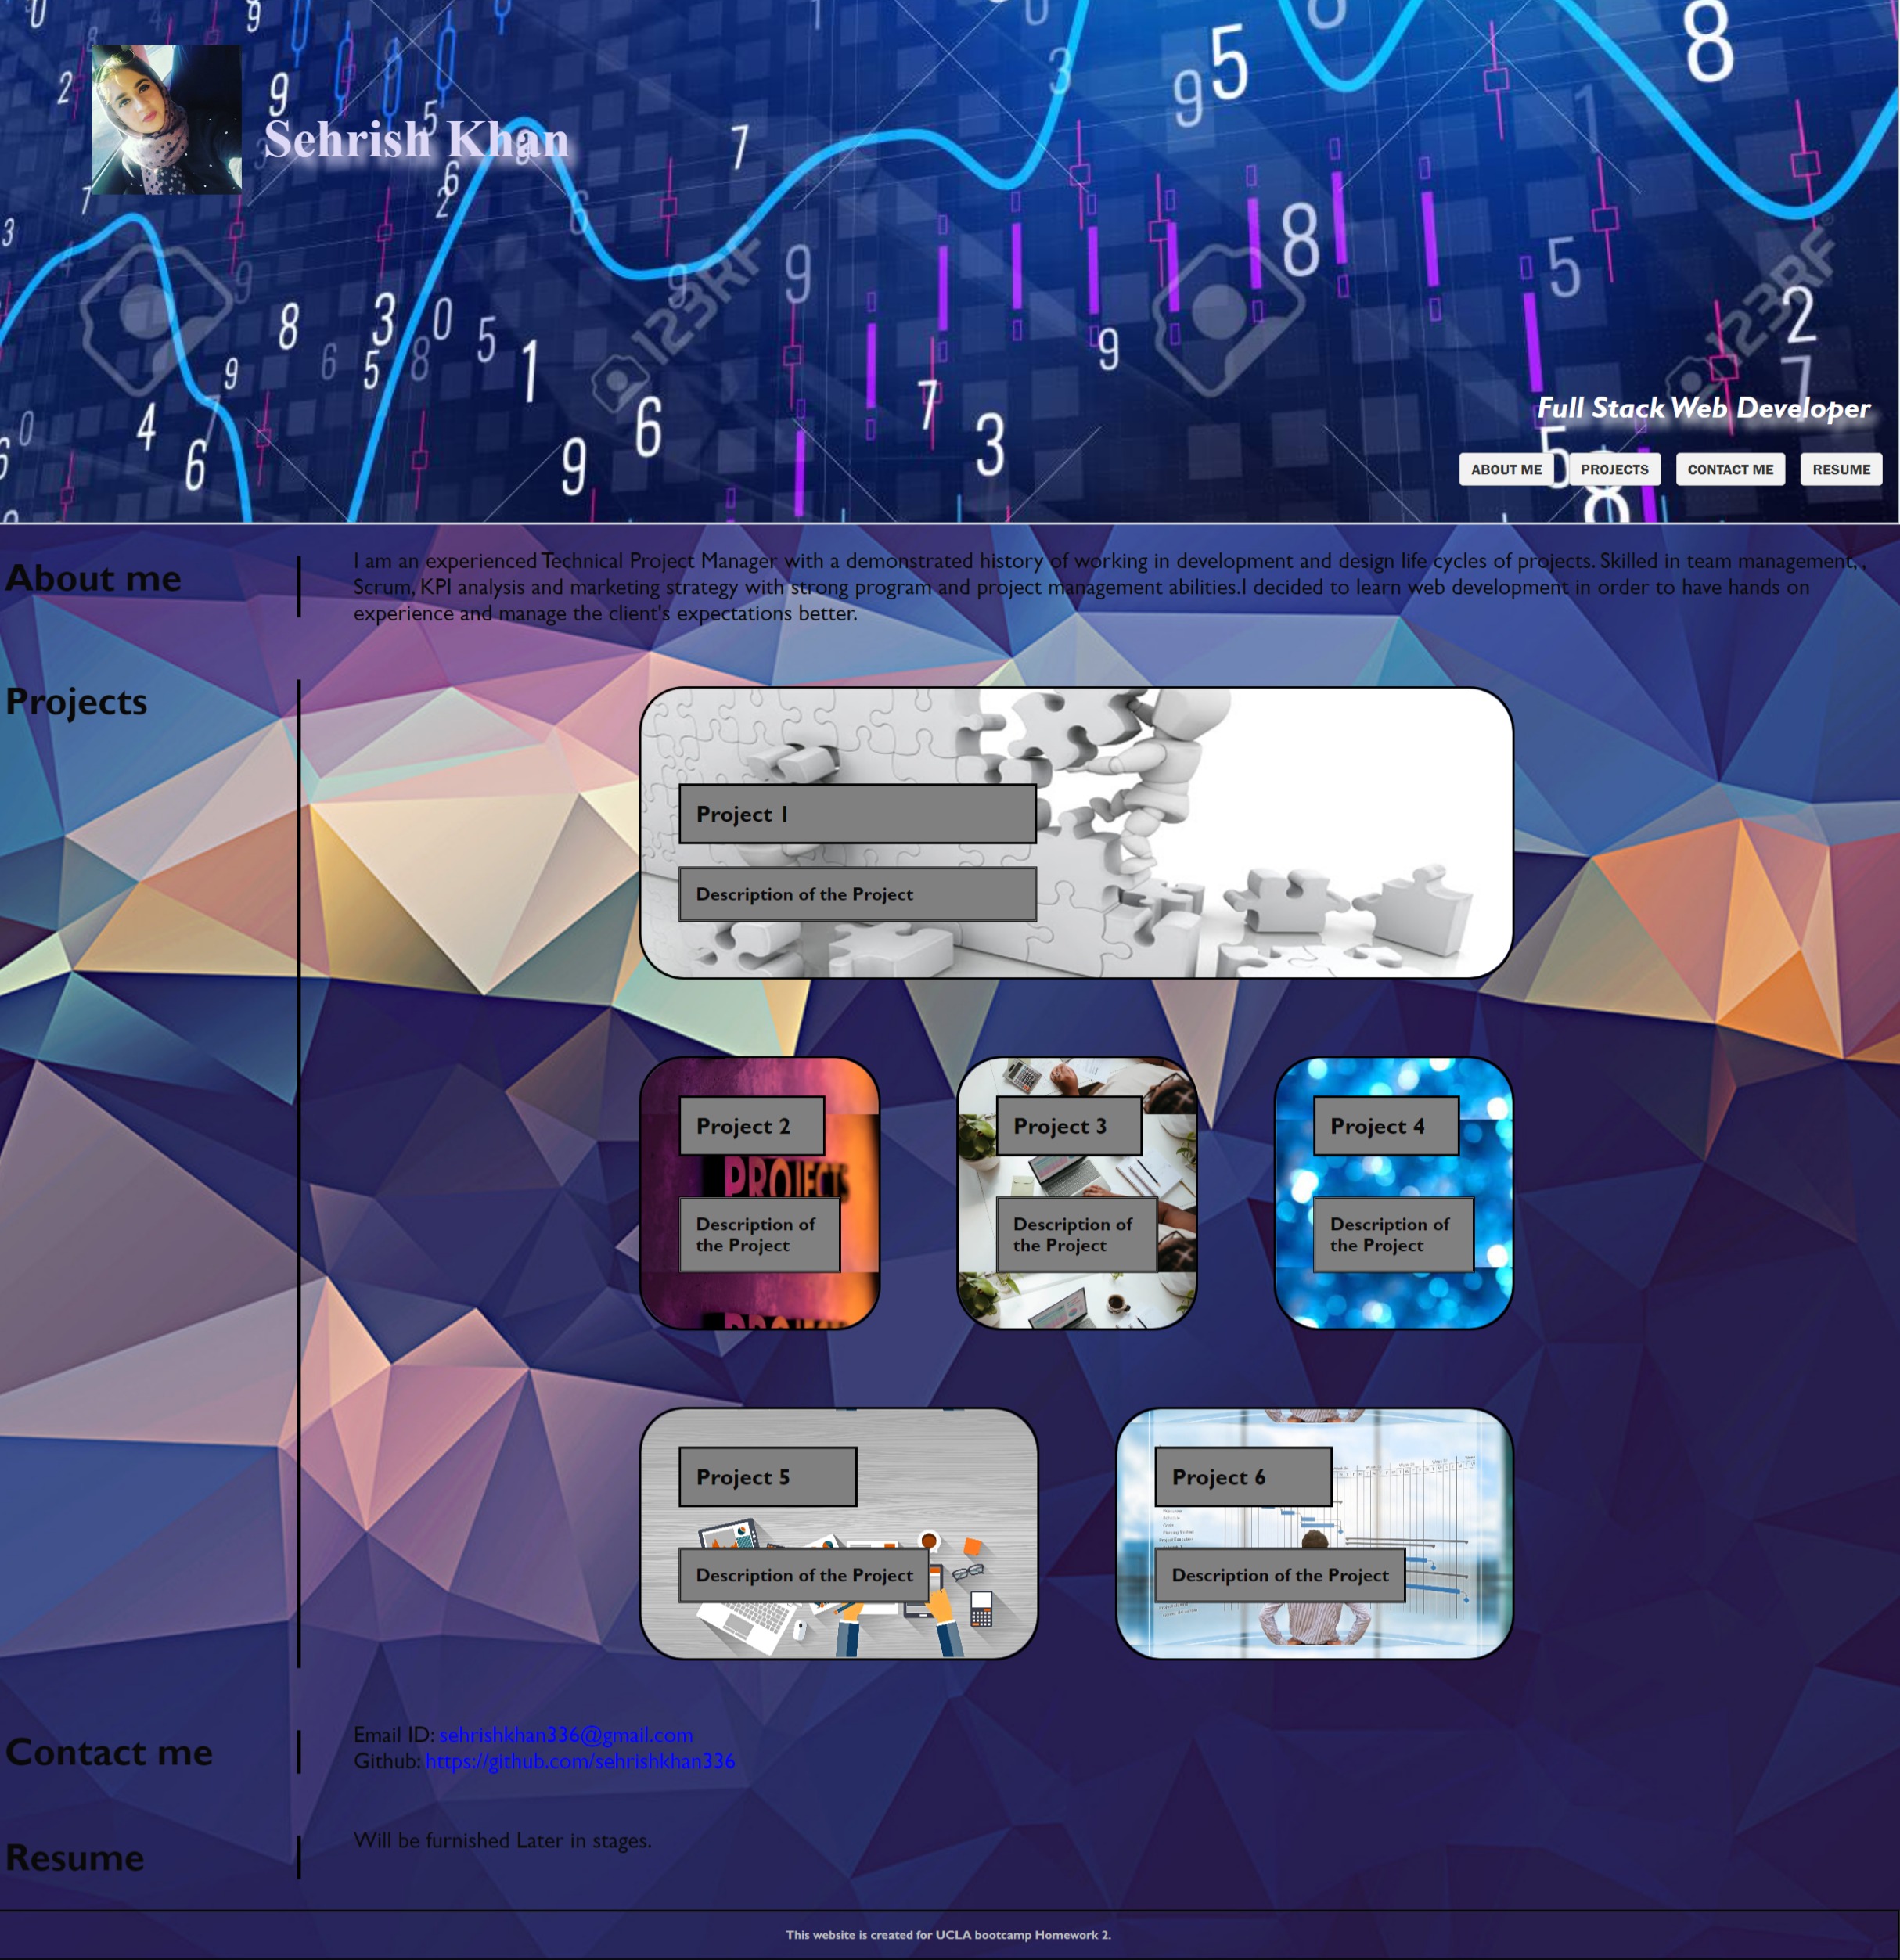 Sehrish Khan
123RF
123RF
Full Stack Web Developer
ABOUT ME PROJECTS CONTACT ME RESUME
About me
I am an experienced Technical Project Manager with a demonstrated history of working in development and design life cycles of projects. Skilled in team management, ,
Scrum, KPI analysis and marketing strategy with strong program and project management abilities.I decided to learn web development in order to have hands on
experience and manage the client's expectations better.
Projects
Project 1
Description of the Project
Project 2
PROJECTS
Description of
the Project
Project 3
Description of
the Project
Project 4
Description of
the Project
Project 5
Description of the Project
Project 6
Description of the Project
Contact me
Email ID: sehrishkhan336@gmail.com
Github: https://github.com/sehrishkhan336
Resume
Will be furnished Later in stages.
This website is created for UCLA bootcamp Homework 2.